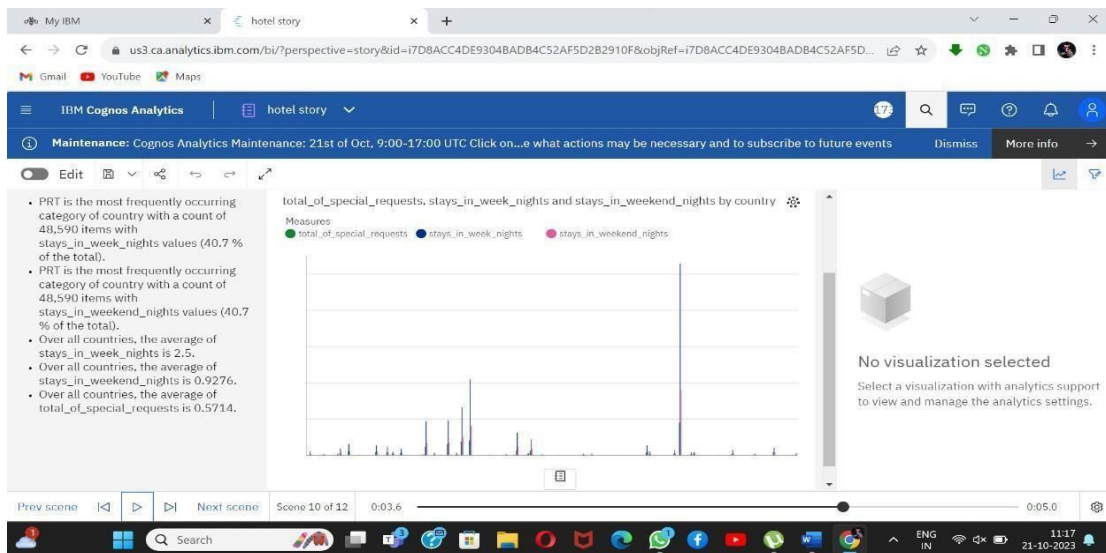 My IBM
hotel story
us3.ca.analytics.ibm.com/bi/?perspective=story&id=i7D8ACC4DE9304BADB4C52AF5D2B2910F&objRef=i7D8ACC4DE9304BADB4C52AF5D...
Gmail YouTube Maps
IBM Cognos Analytics hotel story
Maintenance: Cognos Analytics Maintenance: 21st of Oct, 9:00-17:00 UTC Click on...e what actions may be necessary and to subscribe to future events Dismiss More info
Edit
• PRT is the most frequently occurring
category of country with a count of
48,590 items with
stays_in_week_nights values (40.7 %
of the total).
• PRT is the most frequently occurring
category of country with a count of
48,590 items with
stays_in_weekend_nights values (40.7
% of the total).
• Over all countries, the average of
stays_in_week_nights is 2.5.
• Over all countries, the average of
stays_in_weekend_nights is 0.9276.
• Over all countries, the average of
total_of_special_requests is 0.5714.
total_of_special_requests, stays_in_week_nights and stays_in_weekend_nights by country
Measures
total_of_special_requests stays_in_week_nights stays_in_weekend_nights
No visualization selected
Select a visualization with analytics support
to view and manage the analytics settings.
Prev scene Next scene Scene 10 of 12 0:03.6 0:05.0
Search
ENG
IN
11:17
21-10-2023